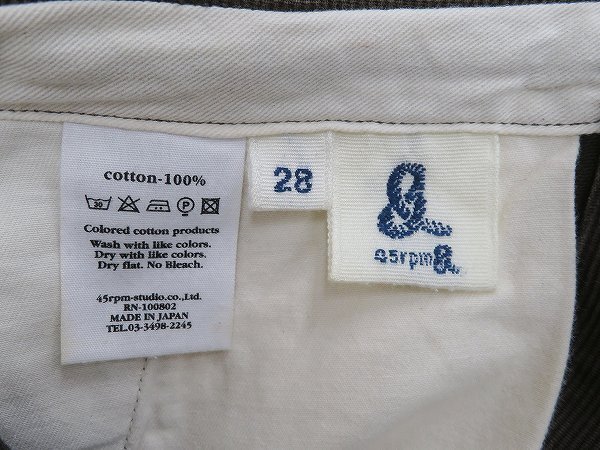 cotton-100%
30 P
Colored cotton products
Wash with like colors.
Dry with like colors.
Dry flat. No Bleach.
45rpm-studio.co.,Ltd.
RN-100802
MADE IN JAPAN
TEL.03-3498-2245
28
45rpm